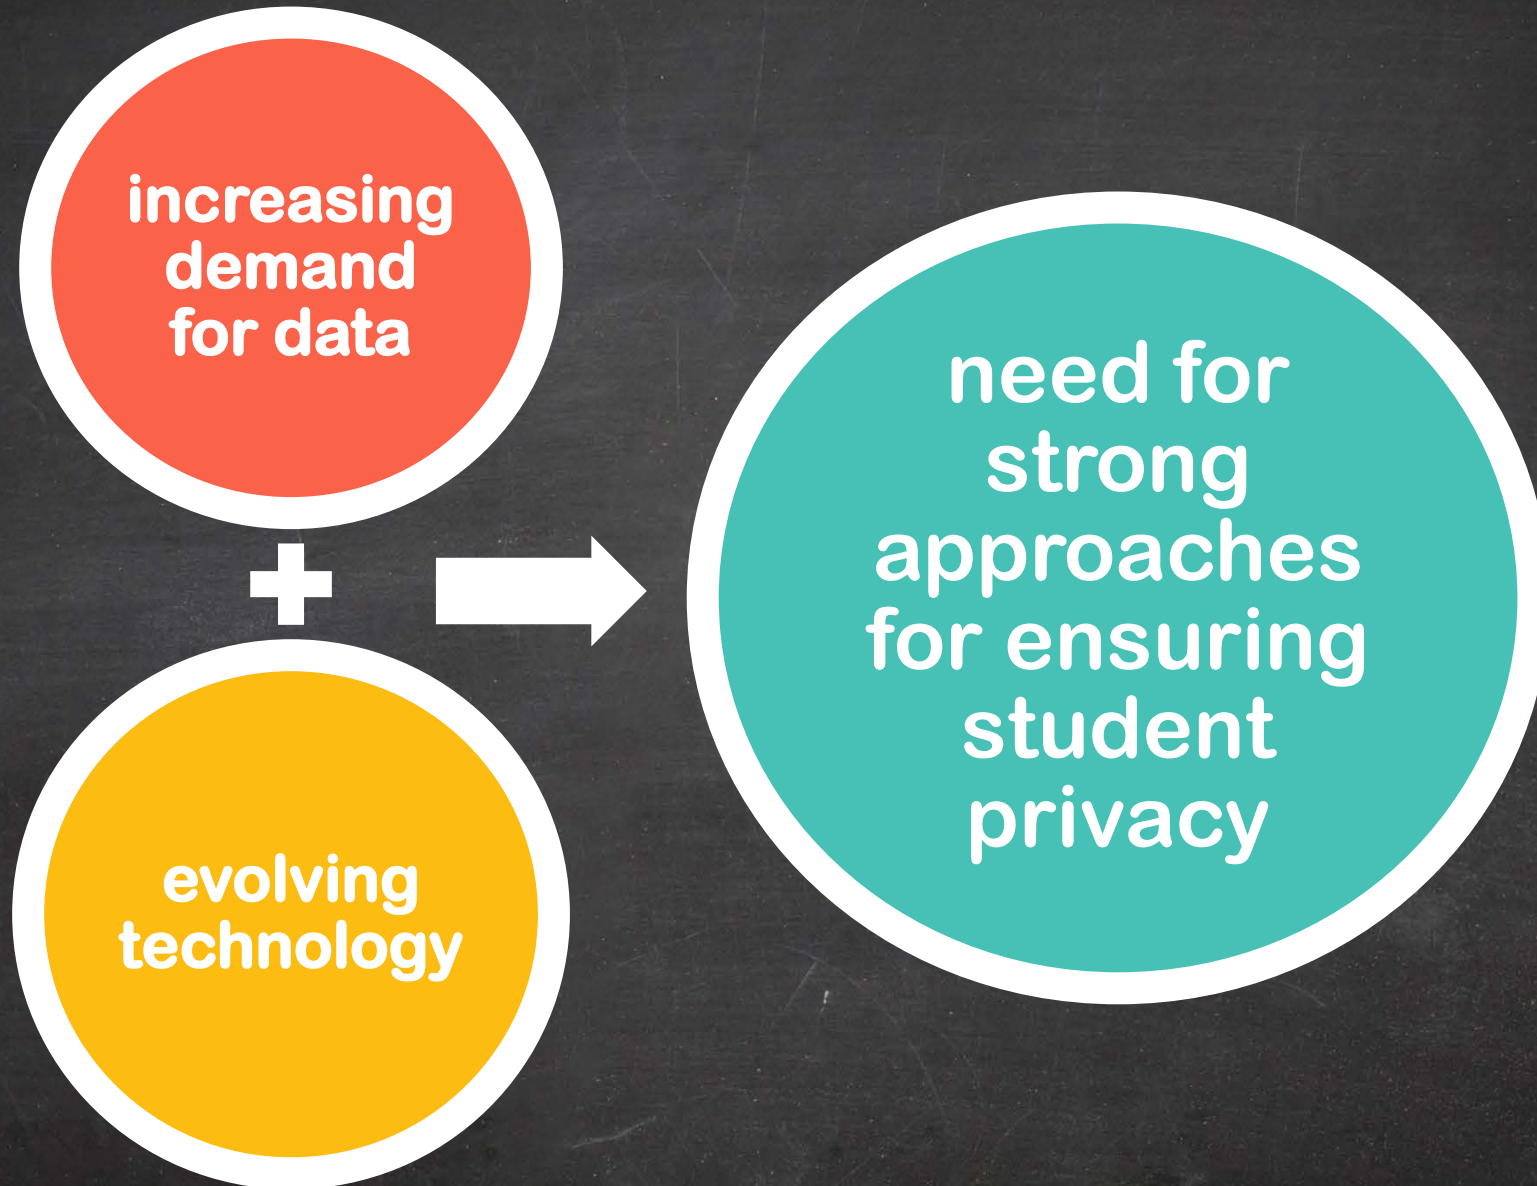 increasing
demand
for data
evolving
technology
need for
strong
approaches
for ensuring
student
privacy